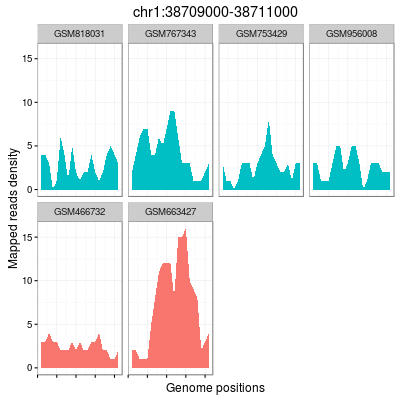 chr1:38709000-38711000
GSM818031 GSM767343 GSM753429 GSM956008
15
10
5
0
GSM466732 GSM663427
15
10
5
0
Mapped reads density
Genome positions